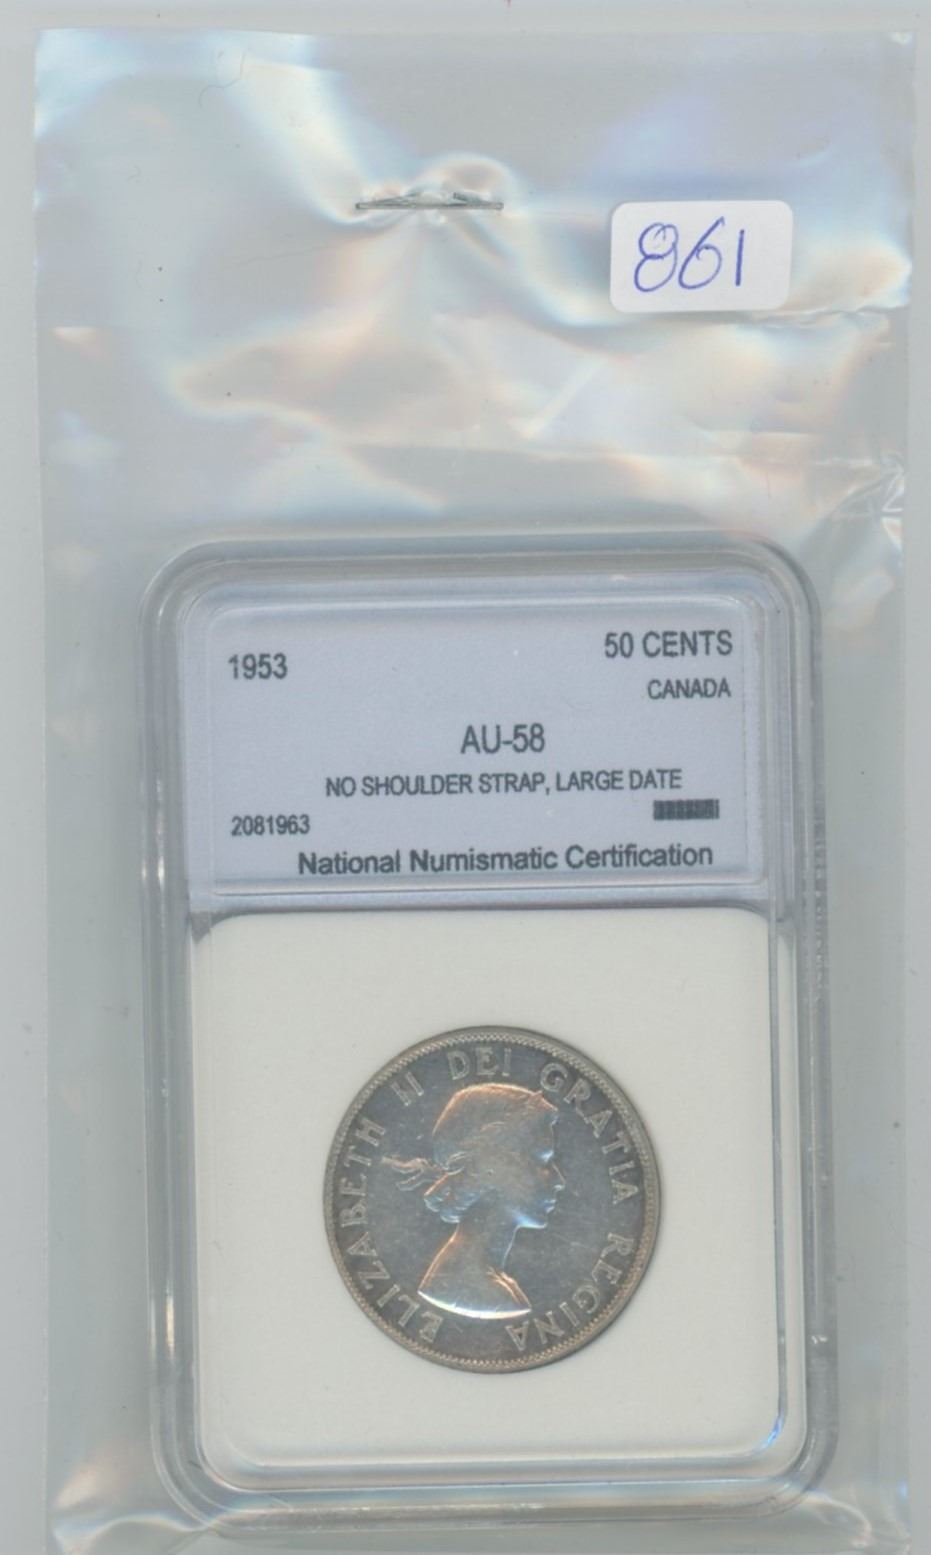 861
1953
50 CENTS
CANADA
AU-58
NO SHOULDER STRAP, LARGE DATE
2081963
National Numismatic Certification
ELIZABETH II DEI GRATIA REGINA